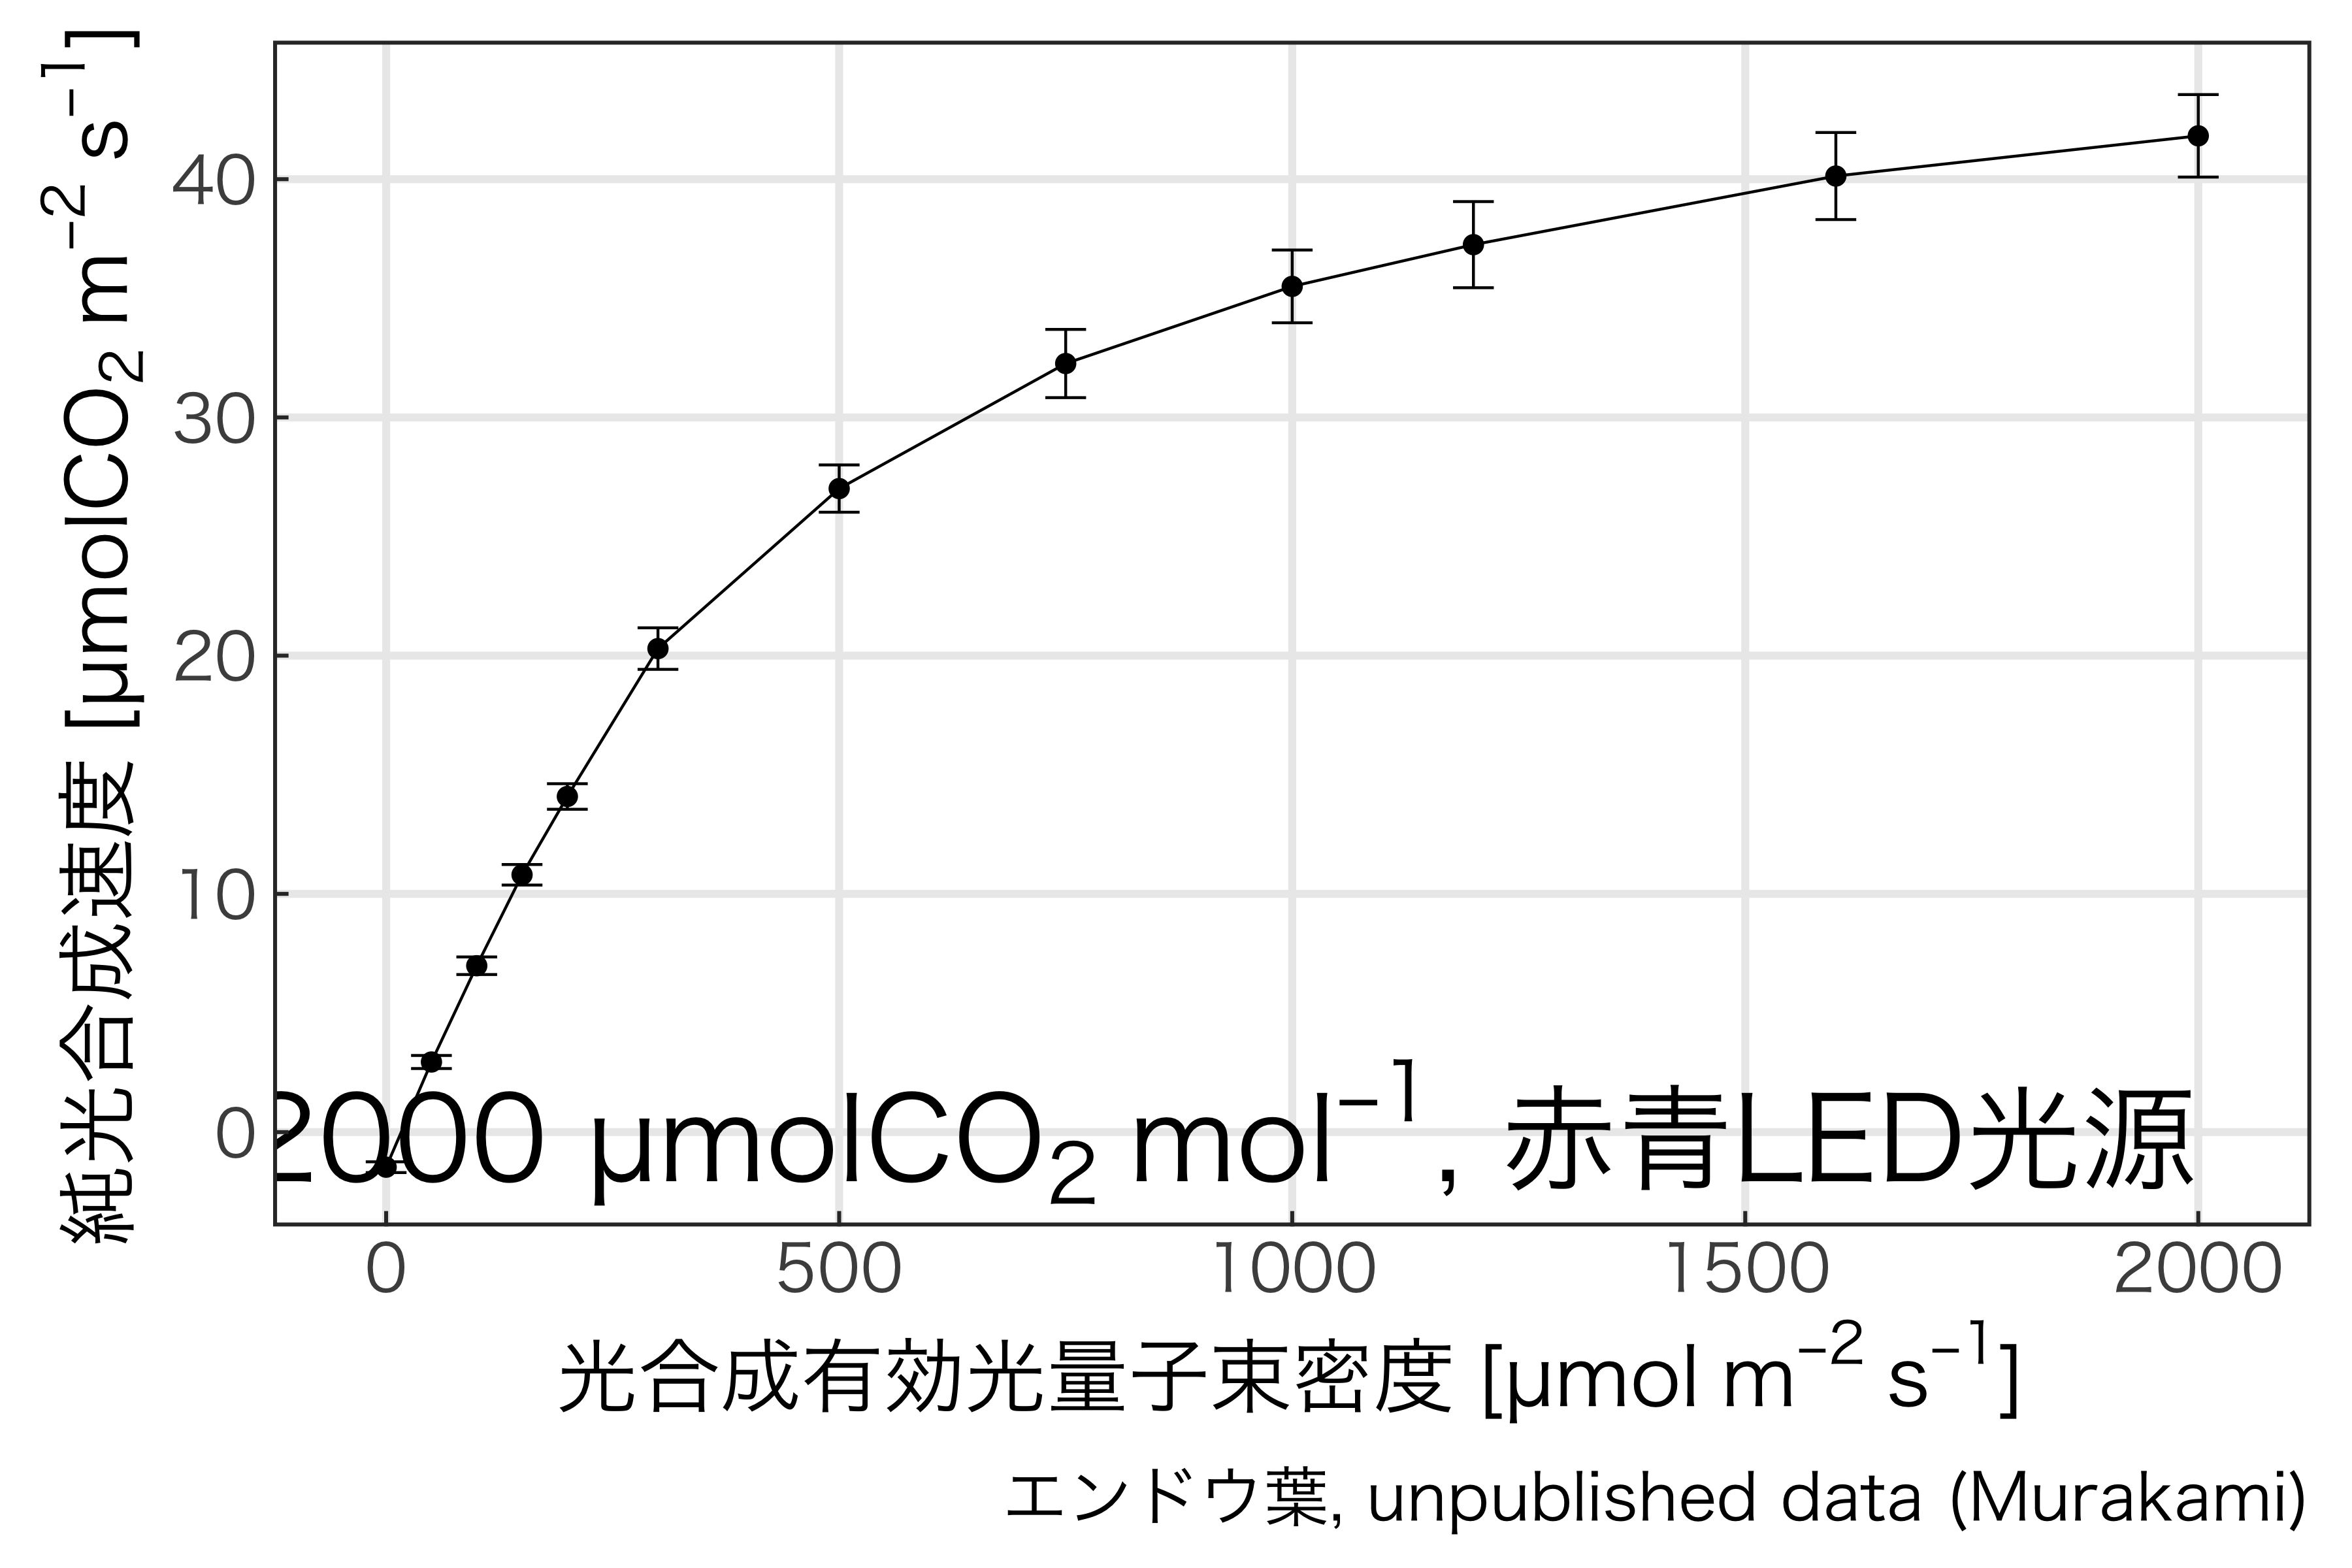 純光合成速度 [μmolCO₂ m⁻² s⁻¹]
40
30
20
10
0
2000 μmolCO₂ mol⁻¹, 赤青LED光源
0 500 1000 1500 2000
光合成有効光量子束密度 [μmol m⁻² s⁻¹]
エンドウ葉, unpublished data (Murakami)